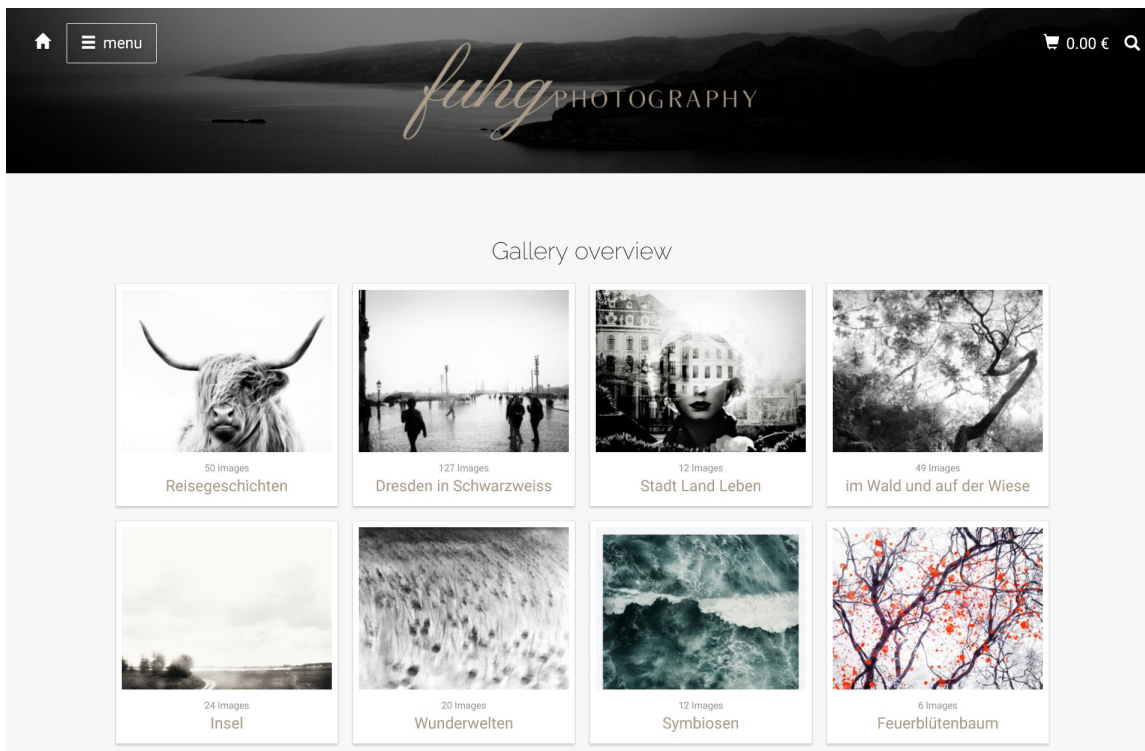 menu
0.00 €
fuhg PHOTOGRAPHY
Gallery overview
50 Images
Reisegeschichten
127 Images
Dresden in Schwarzweiss
12 Images
Stadt Land Leben
49 Images
im Wald und auf der Wiese
24 Images
Insel
20 Images
Wunderwelten
12 Images
Symbiosen
6 Images
Feuerblütenbaum